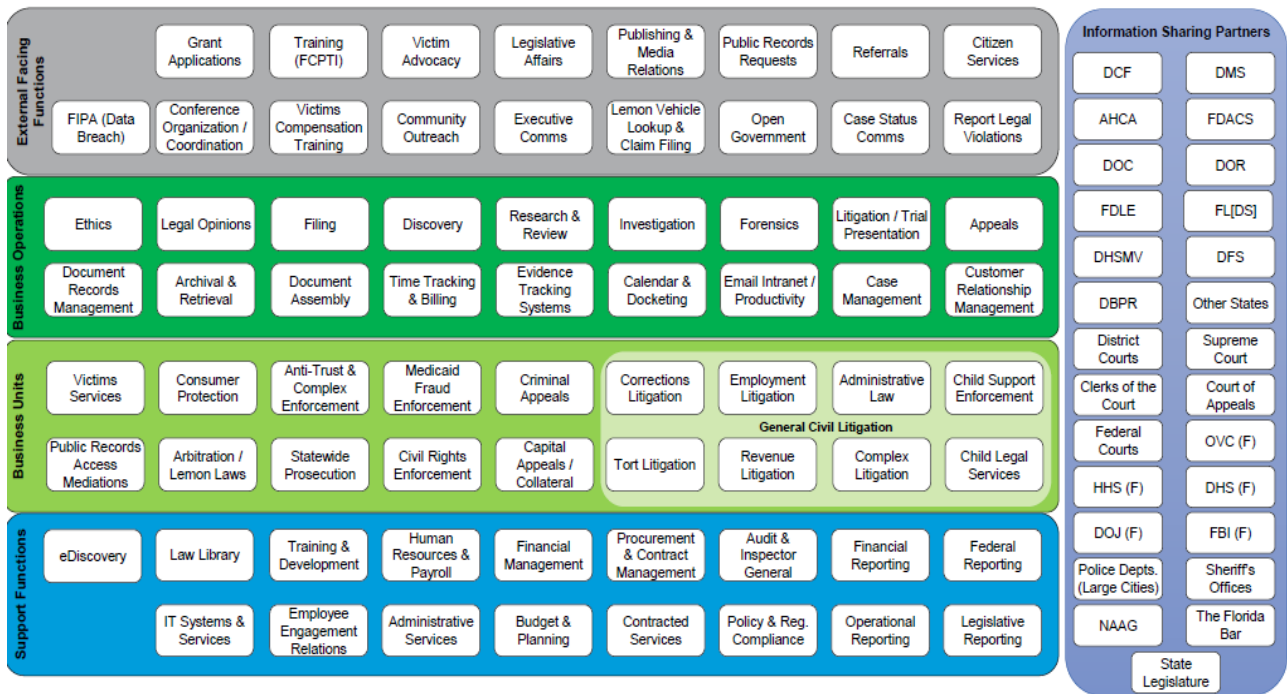 External Facing
Functions
Grant
Applications
Training
(FCPTI)
Victim
Advocacy
Legislative
Affairs
Publishing &
Media
Relations
Public Records
Requests
Referrals
Citizen
Services
FIPA (Data
Breach)
Conference
Organization /
Coordination
Victims
Compensation
Training
Community
Outreach
Executive
Comms
Lemon Vehicle
Lookup &
Claim Filing
Open
Government
Case Status
Comms
Report Legal
Violations
Business Operations
Ethics
Legal Opinions
Filing
Discovery
Research &
Review
Investigation
Forensics
Litigation / Trial
Presentation
Appeals
Document
Records
Management
Archival &
Retrieval
Document
Assembly
Time Tracking
& Billing
Evidence
Tracking
Systems
Calendar &
Docketing
Email Intranet /
Productivity
Case
Management
Customer
Relationship
Management
Business Units
Victims
Services
Consumer
Protection
Anti-Trust &
Complex
Enforcement
Medicaid
Fraud
Enforcement
Criminal
Appeals
Corrections
Litigation
Employment
Litigation
Administrative
Law
Child Support
Enforcement
General Civil Litigation
Public Records
Access
Mediations
Arbitration /
Lemon Laws
Statewide
Prosecution
Civil Rights
Enforcement
Capital
Appeals /
Collateral
Tort Litigation
Revenue
Litigation
Complex
Litigation
Child Legal
Services
Support Functions
eDiscovery
Law Library
Training &
Development
Human
Resources &
Payroll
Financial
Management
Procurement
& Contract
Management
Audit &
Inspector
General
Financial
Reporting
Federal
Reporting
IT Systems &
Services
Employee
Engagement
Relations
Administrative
Services
Budget &
Planning
Contracted
Services
Policy & Reg.
Compliance
Operational
Reporting
Legislative
Reporting
Information Sharing Partners
DCF
DMS
AHCA
FDACS
DOC
DOR
FDLE
FL[DS]
DHSMV
DFS
DBPR
Other States
District
Courts
Supreme
Court
Clerks of the
Court
Court of
Appeals
Federal
Courts
OVC (F)
HHS (F)
DHS (F)
DOJ (F)
FBI (F)
Police Depts.
(Large Cities)
Sheriff's
Offices
NAAG
The Florida
Bar
State
Legislature